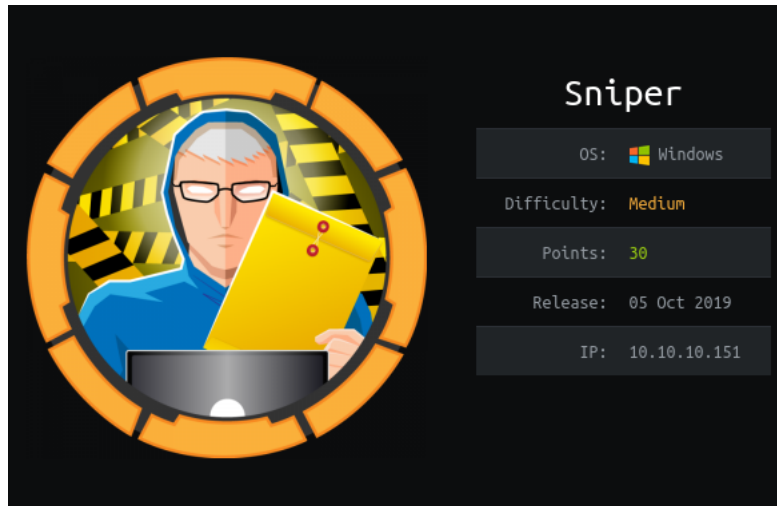 Sniper
OS: Windows
Difficulty: Medium
Points: 30
Release: 05 Oct 2019
IP: 10.10.10.151